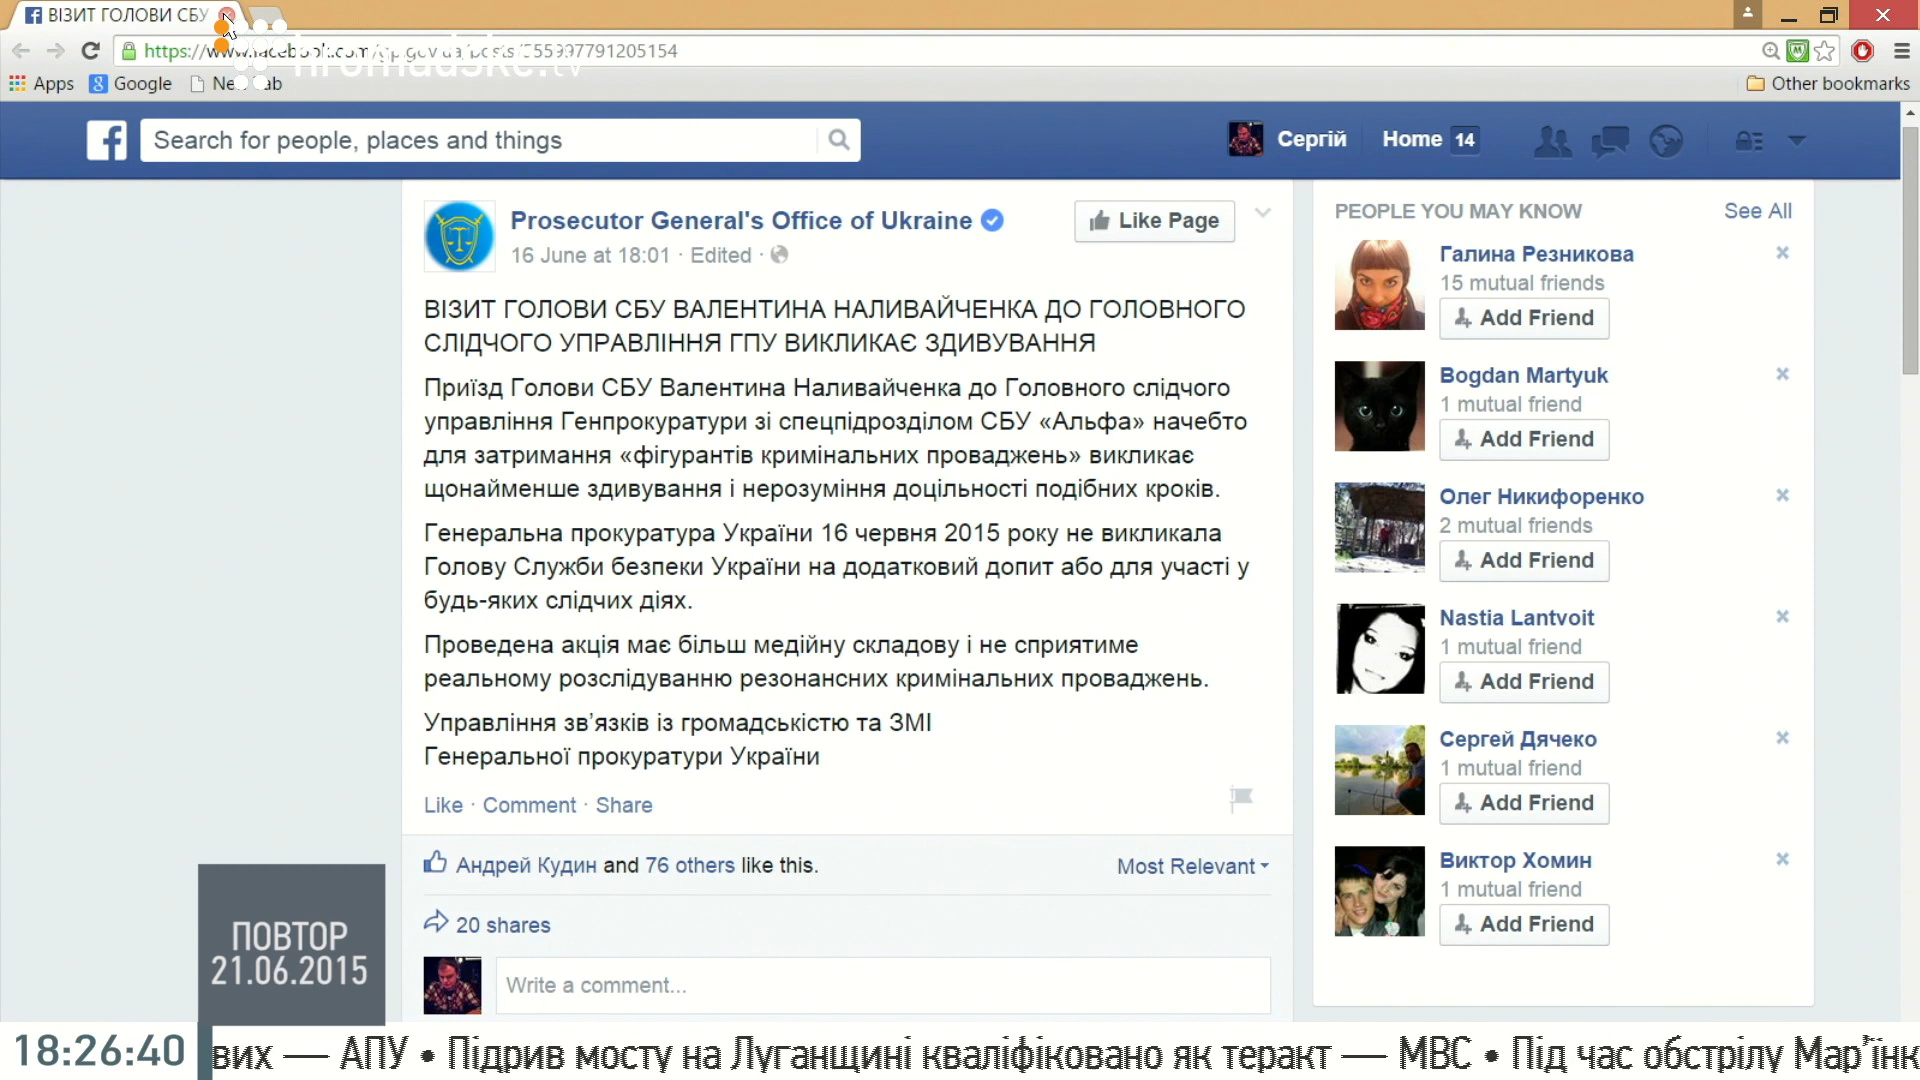 ВІЗИТ ГОЛОВИ СБУ
hromadske.tv
Apps
Google
Other bookmarks
Search for people, places and things
Сергій
Home 14
Prosecutor General's Office of Ukraine
Like Page
16 June at 18:01 · Edited ·
ВІЗИТ ГОЛОВИ СБУ ВАЛЕНТИНА НАЛИВАЙЧЕНКА ДО ГОЛОВНОГО
СЛІДЧОГО УПРАВЛІННЯ ГПУ ВИКЛИКАЄ ЗДИВУВАННЯ
Приїзд Голови СБУ Валентина Наливайченка до Головного слідчого
управління Генпрокуратури зі спецпідрозділом СБУ «Альфа» начебто
для затримання «фігурантів кримінальних проваджень» викликає
щонайменше здивування і нерозуміння доцільності подібних кроків.
Генеральна прокуратура України 16 червня 2015 року не викликала
Голову Служби безпеки України на додатковий допит або для участі у
будь-яких слідчих діях.
Проведена акція має більш медійну складову і не сприятиме
реальному розслідуванню резонансних кримінальних проваджень.
Управління зв'язків із громадськістю та ЗМІ
Генеральної прокуратури України
Like · Comment · Share
Андрей Кудин and 76 others like this.
Most Relevant
20 shares
Write a comment...
PEOPLE YOU MAY KNOW
See All
Галина Резникова
15 mutual friends
Add Friend
Bogdan Martyuk
1 mutual friend
Add Friend
Олег Никифоренко
2 mutual friends
Add Friend
Nastia Lantvoit
1 mutual friend
Add Friend
Сергей Дячеко
1 mutual friend
Add Friend
Виктор Хомин
1 mutual friend
Add Friend
ПОВТОР
21.06.2015
18:26:40
вих — АПУ • Підрив мосту на Луганщині кваліфіковано як теракт — МВС • Під час обстрілу Мар'їнк